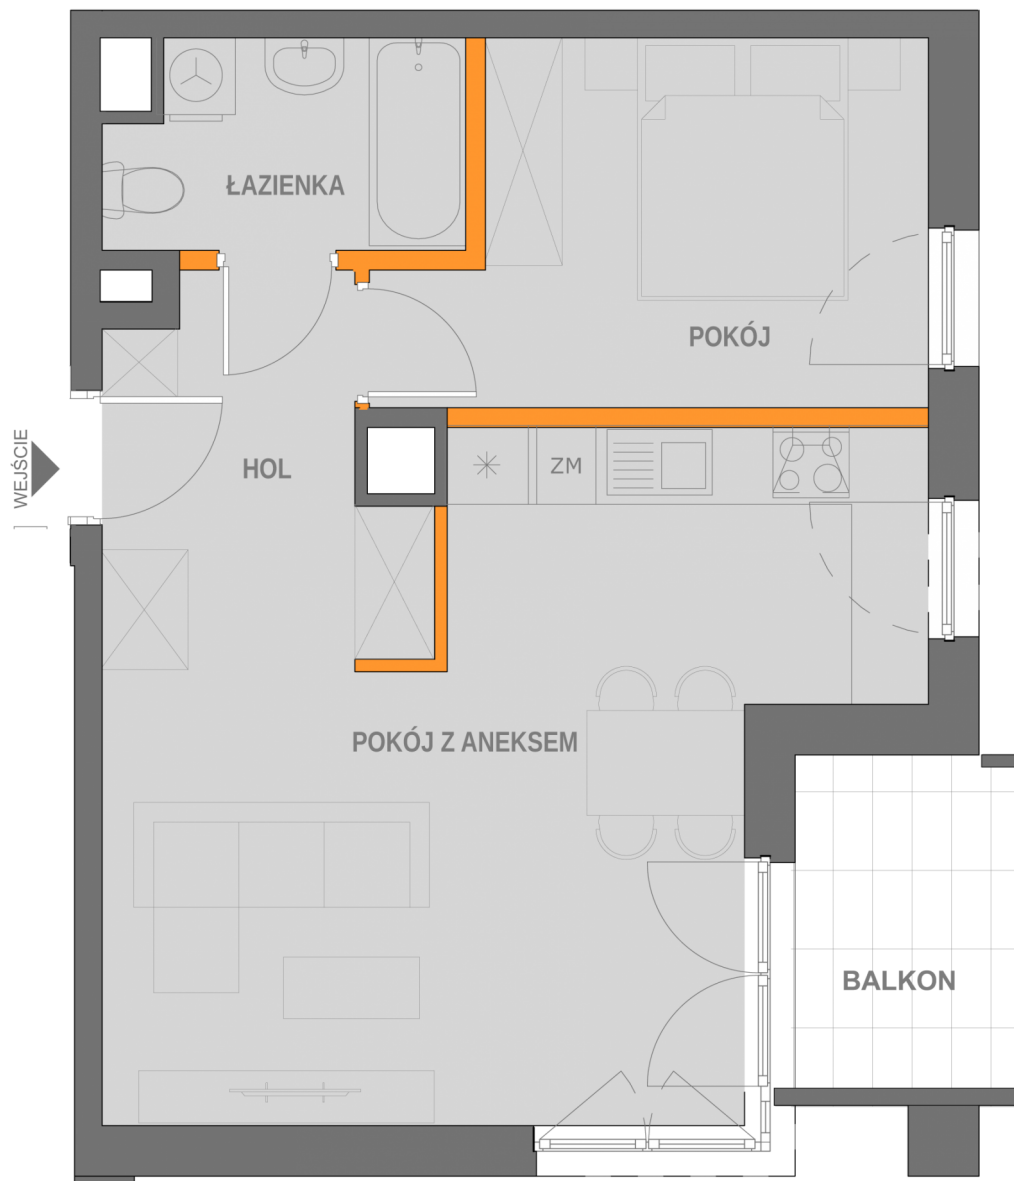 ŁAZIENKA
POKÓJ
WEJŚCIE
HOL
ZM
POKÓJ Z ANEKSEM
BALKON